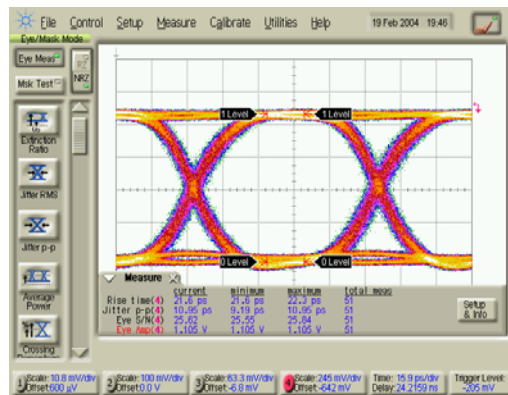 File Control Setup Measure Calibrate Utilities Help 19 Feb 2004 19:46
Eye/Mask Mode
Eye Meas
RZ
NRZ
Msk Test
Extinction
Ratio
Jitter RMS
Jitter p-p
Average
Power
Crossing
1 Level 1 Level
0 Level 0 Level
Measure
current minimum maximum total meas
Rise time(4) 21.6 ps 21.6 ps 22.3 ps 51
Jitter p-p(4) 10.95 ps 9.19 ps 10.95 ps 51
Eye S/N(4) 25.62 25.55 25.84 51
Eye Amp(4) 1.105 V 1.105 V 1.105 V 51
Setup
& Info
1 Scale: 10.8 mV/div
Offset:600 µV
2 Scale: 100 mV/div
Offset:0.0 V
3 Scale: 63.3 mV/div
Offset:-6.8 mV
4 Scale: 245 mV/div
Offset:-642 mV
Time: 15.9 ps/div
Delay:24.2159 ns
Trigger Level:
-205 mV